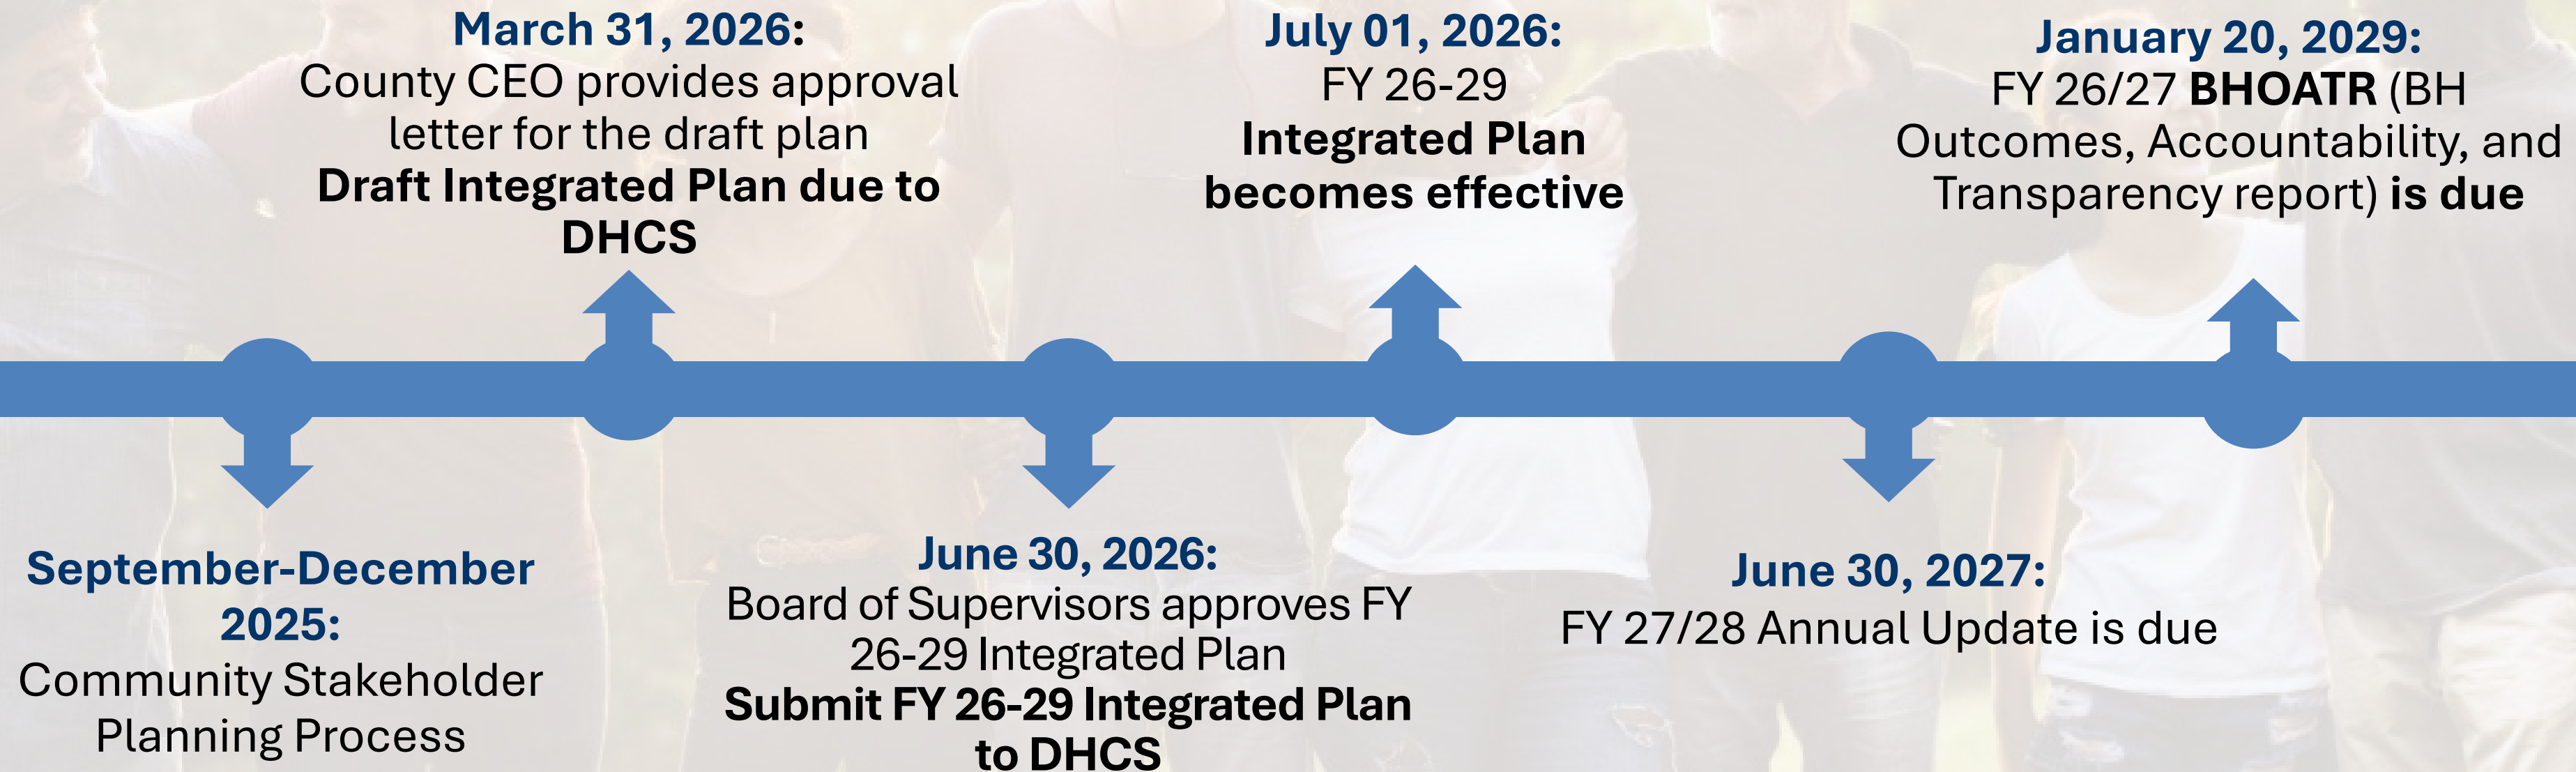 March 31, 2026:
County CEO provides approval
letter for the draft plan
Draft Integrated Plan due to
DHCS
July 01, 2026:
FY 26-29
Integrated Plan
becomes effective
January 20, 2029:
FY 26/27 BHOATR (BH
Outcomes, Accountability, and
Transparency report) is due
September-December
2025:
Community Stakeholder
Planning Process
June 30, 2026:
Board of Supervisors approves FY
26-29 Integrated Plan
Submit FY 26-29 Integrated Plan
to DHCS
June 30, 2027:
FY 27/28 Annual Update is due